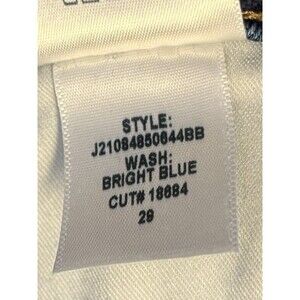 STYLE:
J21084850644BB
WASH:
BRIGHT BLUE
CUT# 18684
29